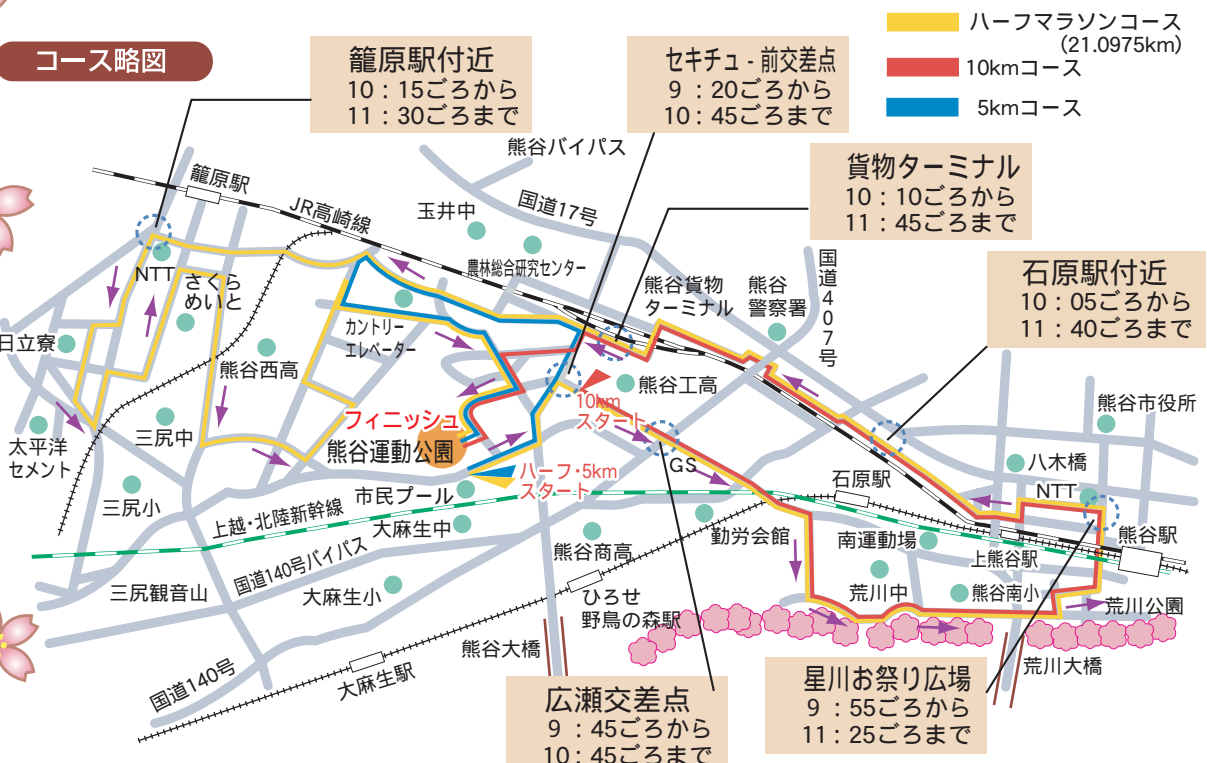 コース略図
ハーフマラソンコース
(21.0975km)
10kmコース
5kmコース
籠原駅付近
10：15ごろから
11：30ごろまで
セキチュ - 前交差点
9：20ごろから
10：45ごろまで
貨物ターミナル
10：10ごろから
11：45ごろまで
石原駅付近
10：05ごろから
11：40ごろまで
熊谷バイパス
籠原駅
JR高崎線
玉井中
国道17号
農林総合研究センター
熊谷貨物
ターミナル
熊谷
警察署
国道407号
NTT
さくら
めいと
日立寮
カントリー
エレベーター
熊谷西高
熊谷工高
10km
スタート
フィニッシュ
熊谷運動公園
太平洋
セメント
三尻中
三尻小
熊谷市役所
八木橋
NTT
GS
石原駅
ハーフ・5km
スタート
市民プール
上越・北陸新幹線
大麻生中
熊谷商高
勤労会館
南運動場
上熊谷駅
熊谷駅
国道140号バイパス
三尻観音山
大麻生小
ひろせ
野鳥の森駅
荒川中
熊谷南小
荒川公園
熊谷大橋
荒川大橋
国道140号
大麻生駅
広瀬交差点
9：45ごろから
10：45ごろまで
星川お祭り広場
9：55ごろから
11：25ごろまで